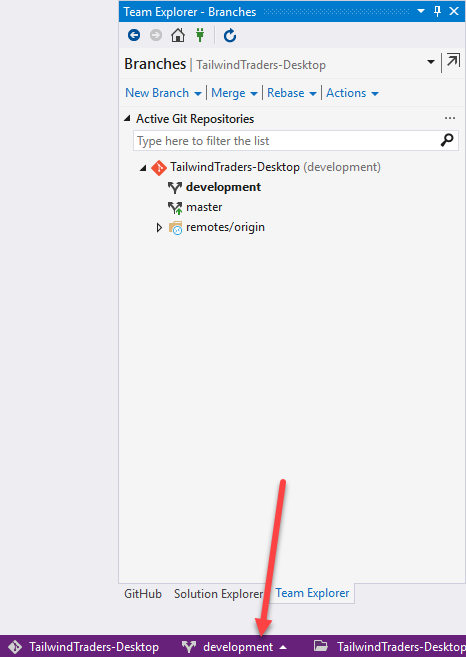 Team Explorer - Branches
Branches | TailwindTraders-Desktop
New Branch | Merge | Rebase | Actions
Active Git Repositories
Type here to filter the list
TailwindTraders-Desktop (development)
development
master
remotes/origin
GitHub Solution Explorer Team Explorer
TailwindTraders-Desktop development TailwindTraders-Desktop